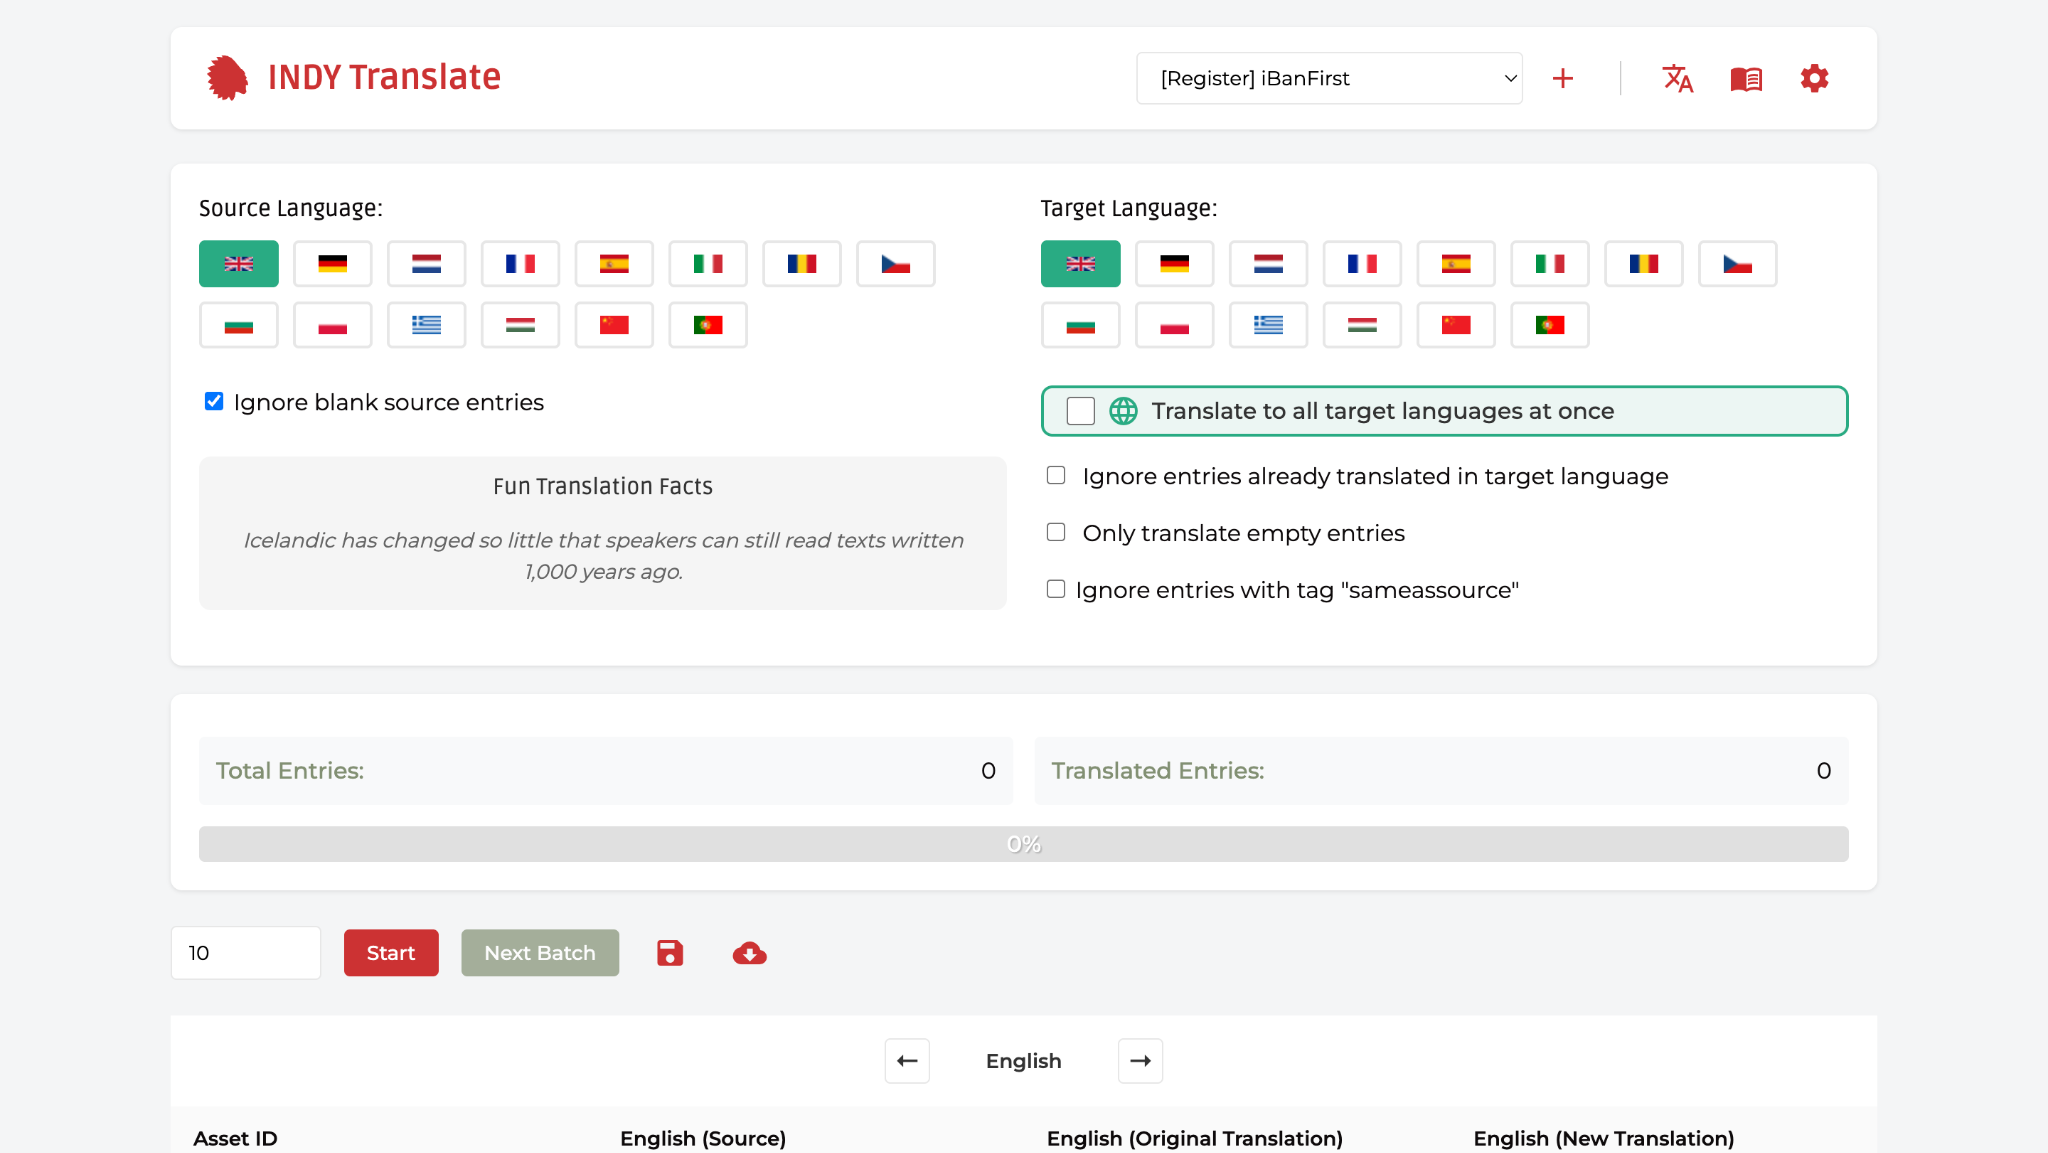 INDY Translate
[Register] iBanFirst
Source Language:
Target Language:
Ignore blank source entries
Translate to all target languages at once
Ignore entries already translated in target language
Fun Translation Facts
Only translate empty entries
Icelandic has changed so little that speakers can still read texts written
1,000 years ago.
Ignore entries with tag "sameassource"
Total Entries: 0
Translated Entries: 0
0%
10
Start
Next Batch
English
Asset ID
English (Source)
English (Original Translation)
English (New Translation)